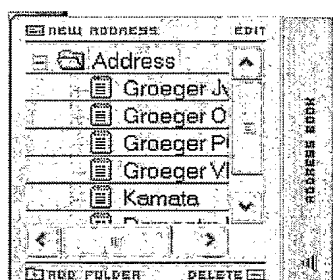 NEW ADDRESS EDIT
Address
Groeger
Groeger O
Groeger
Groeger
Kamata
ADD FOLDER DELETE
ADDRESS BOOK